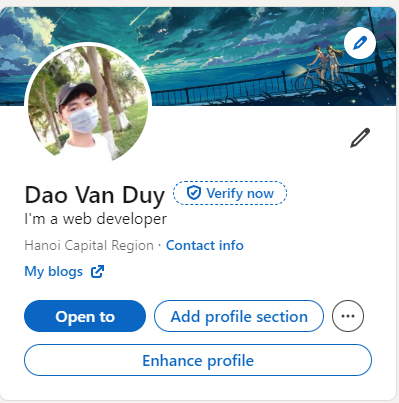 Dao Van Duy Verify now
I'm a web developer
Hanoi Capital Region · Contact info
My blogs
Open to Add profile section
Enhance profile